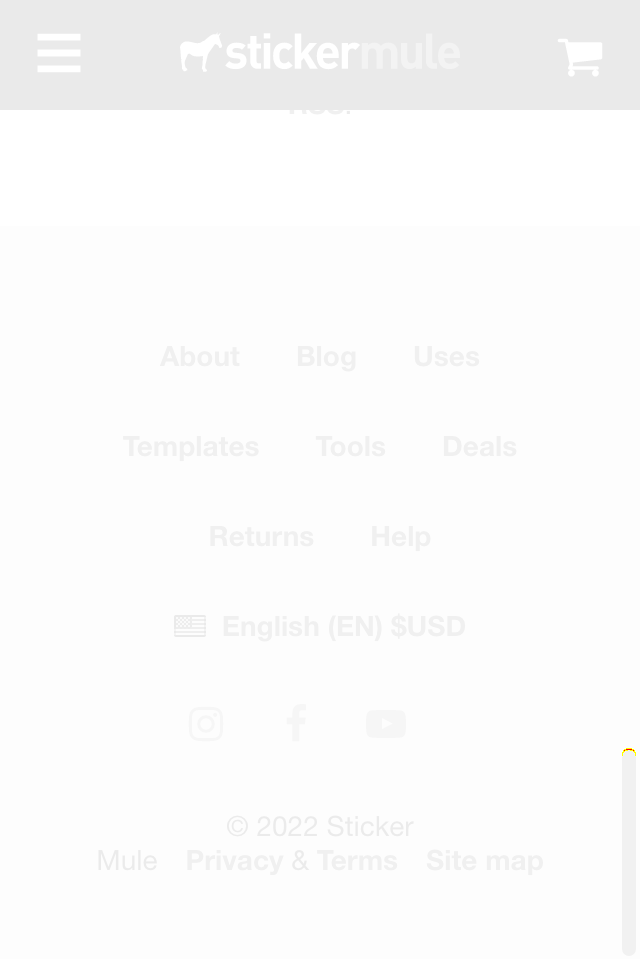 stickermule
About Blog Uses
Templates Tools Deals
Returns Help
English (EN) $USD
© 2022 Sticker
Mule Privacy & Terms Site map